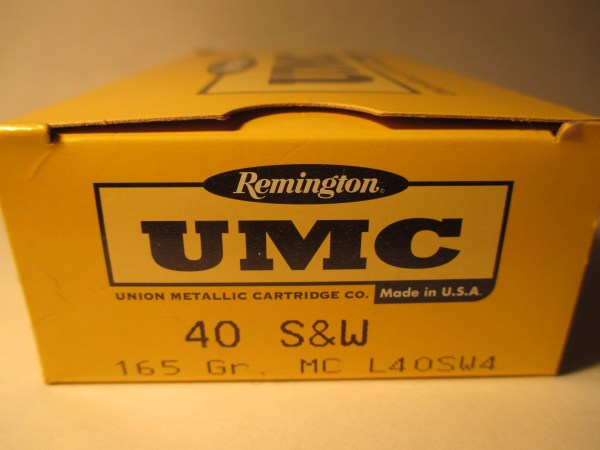 Remington
UMC
UNION METALLIC CARTRIDGE CO.
Made in U.S.A.
40 S&W
165 Gr. MC L40SW4